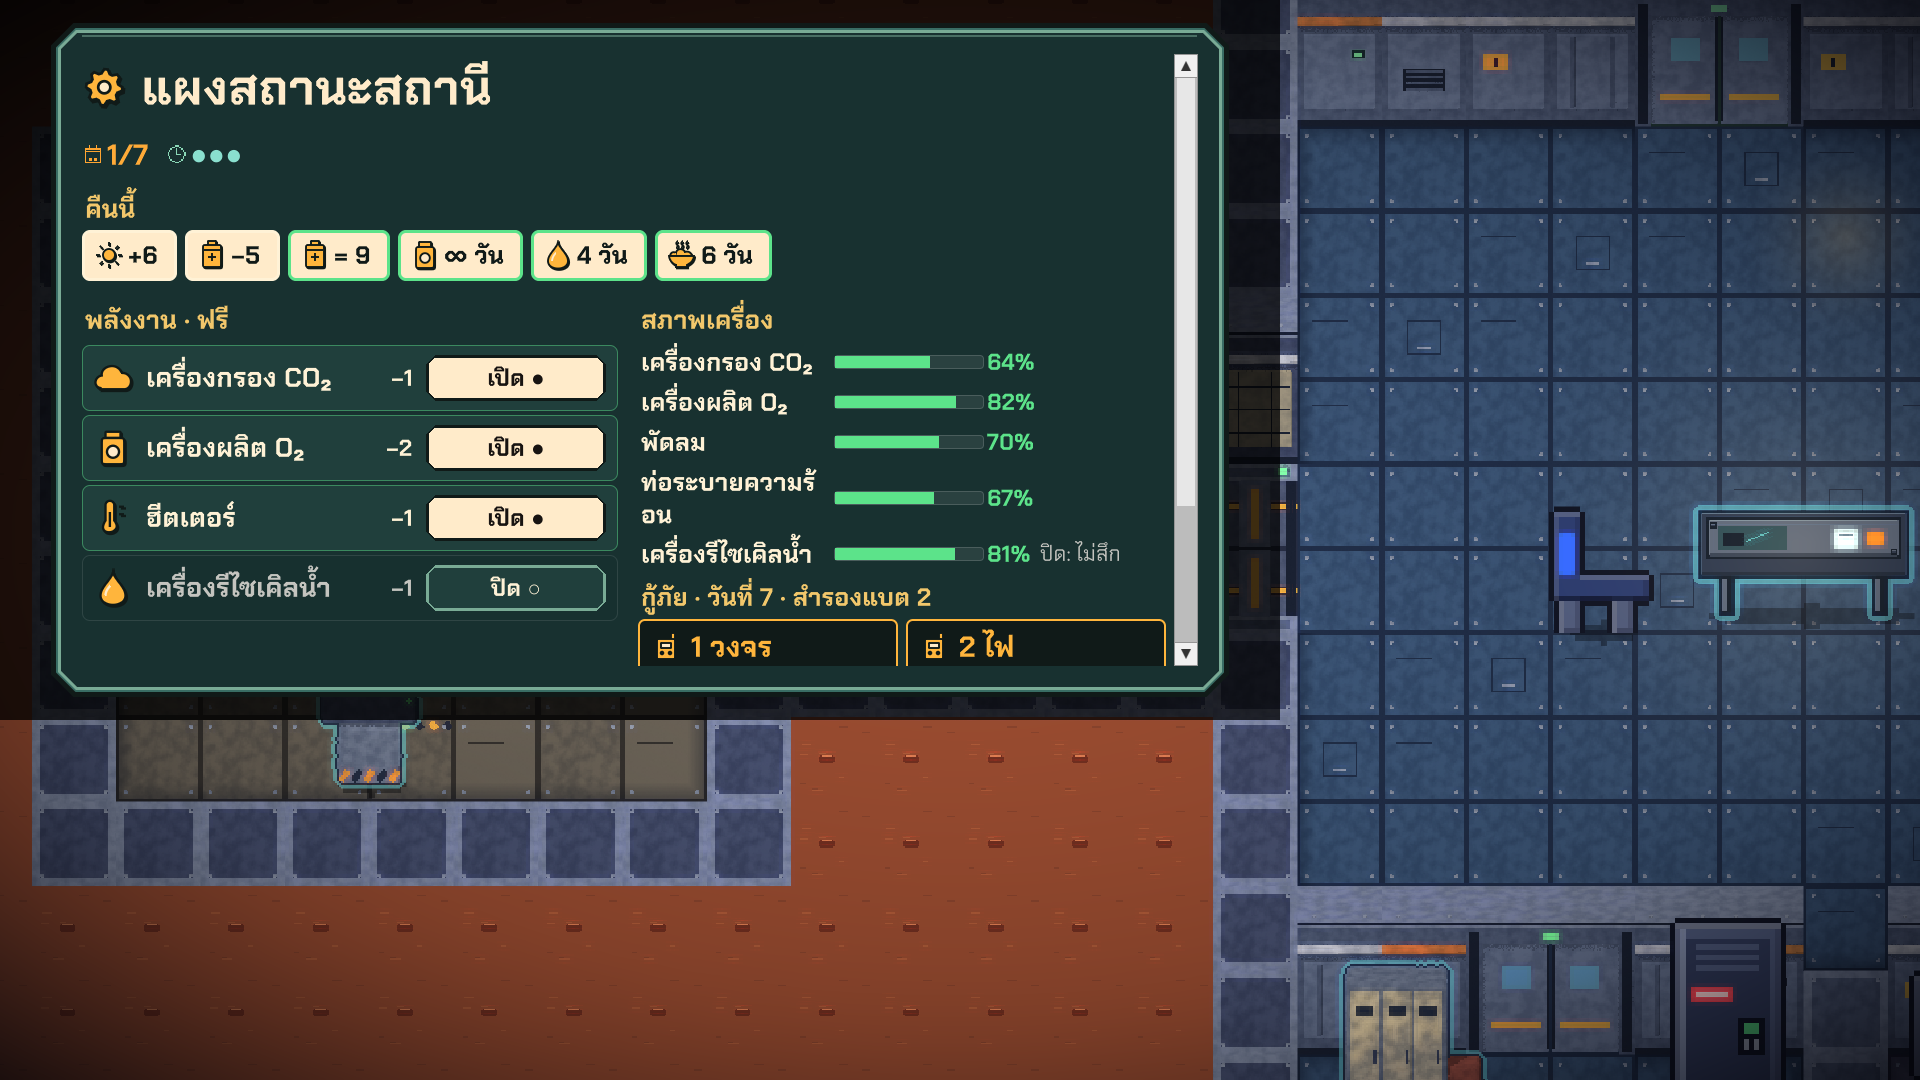 แผงสถานะสถานี
1/7 ●●●
คืนนี้
+6 −5 = 9 ∞ วัน 4 วัน 6 วัน
พลังงาน · ฟรี
เครื่องกรอง CO₂ −1 เปิด ●
เครื่องผลิต O₂ −2 เปิด ●
ฮีตเตอร์ −1 เปิด ●
เครื่องรีไซเคิลน้ำ −1 ปิด ○
สภาพเครื่อง
เครื่องกรอง CO₂ 64%
เครื่องผลิต O₂ 82%
พัดลม 70%
ท่อระบายความร้
อน 67%
เครื่องรีไซเคิลน้ำ 81% ปิด: ไม่สึก
กู้ภัย · วันที่ 7 · สำรองแบต 2
1 วงจร 2 ไฟ